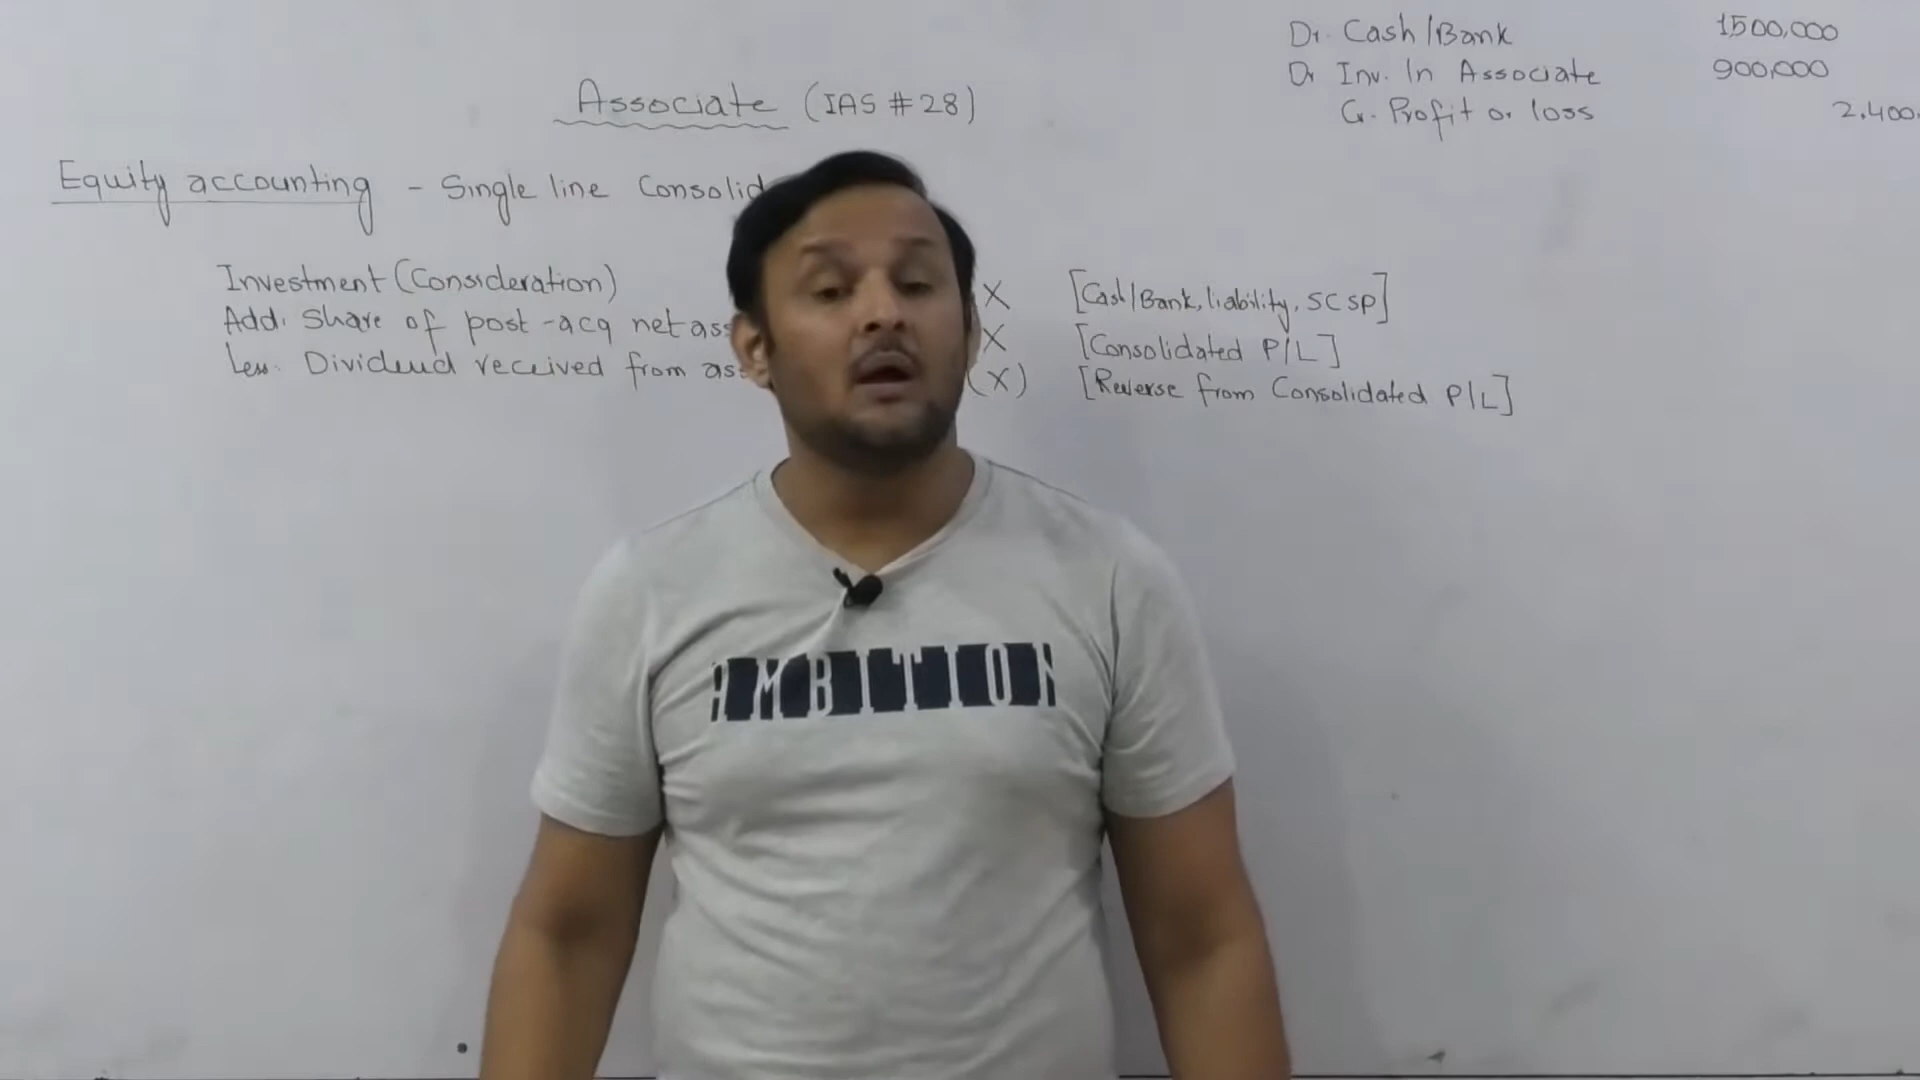 Dr. Cash/Bank 1500,000
Dr Inv. In Associate 900,000
Cr. Profit or loss 2,400,
Associate (IAS #28)
Equity accounting - Single line Consolid
Investment (Consideration) X [Cash/Bank, liability, SCSP]
Add. Share of post-acq net ass X [Consolidated P/L]
Less. Dividend received from as (X) [Reverse from Consolidated P/L]
AMBITION